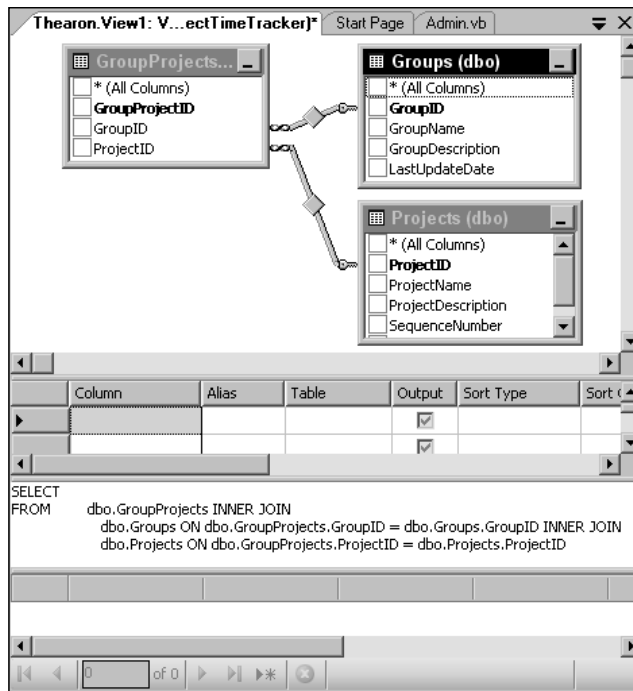 Thearon.View1: V...ectTimeTracker)*
Start Page
Admin.vb
GroupProjects...
* (All Columns)
GroupProjectID
GroupID
ProjectID
Groups (dbo)
* (All Columns)
GroupID
GroupName
GroupDescription
LastUpdateDate
Projects (dbo)
* (All Columns)
ProjectID
ProjectName
ProjectDescription
SequenceNumber
Column Alias Table Output Sort Type Sort
SELECT
FROM dbo.GroupProjects INNER JOIN
dbo.Groups ON dbo.GroupProjects.GroupID = dbo.Groups.GroupID INNER JOIN
dbo.Projects ON dbo.GroupProjects.ProjectID = dbo.Projects.ProjectID
0 of 0